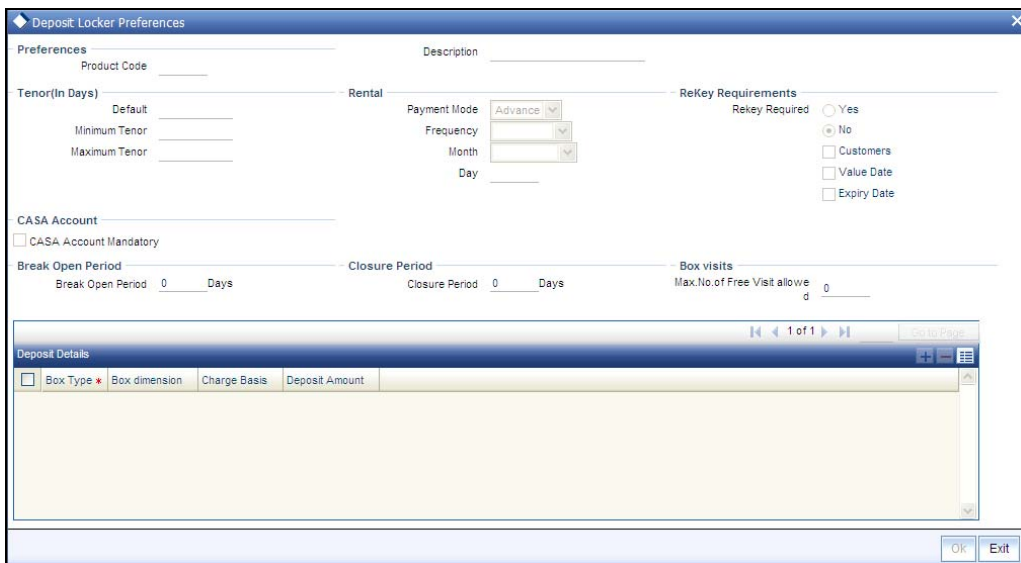 Deposit Locker Preferences
Preferences
Product Code
Description
Tenor(In Days)
Default
Minimum Tenor
Maximum Tenor
Rental
Payment Mode Advance
Frequency
Month
Day
ReKey Requirements
Rekey Required Yes
No
Customers
Value Date
Expiry Date
CASA Account
CASA Account Mandatory
Break Open Period
Break Open Period 0 Days
Closure Period
Closure Period 0 Days
Box visits
Max.No.of Free Visit allowe
d 0
1 of 1 Go to Page
Deposit Details
Box Type * Box dimension Charge Basis Deposit Amount
Ok Exit